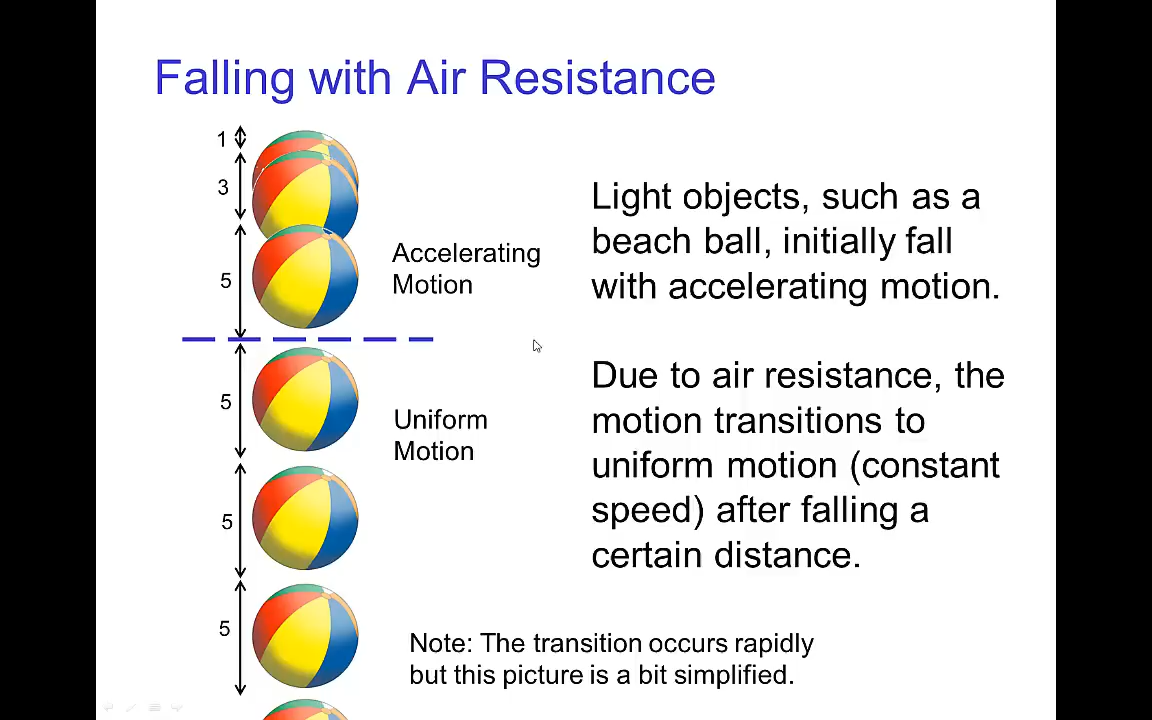 Falling with Air Resistance
1
3
5
Accelerating
Motion
5
Uniform
Motion
5
5
Light objects, such as a
beach ball, initially fall
with accelerating motion.
Due to air resistance, the
motion transitions to
uniform motion (constant
speed) after falling a
certain distance.
Note: The transition occurs rapidly
but this picture is a bit simplified.